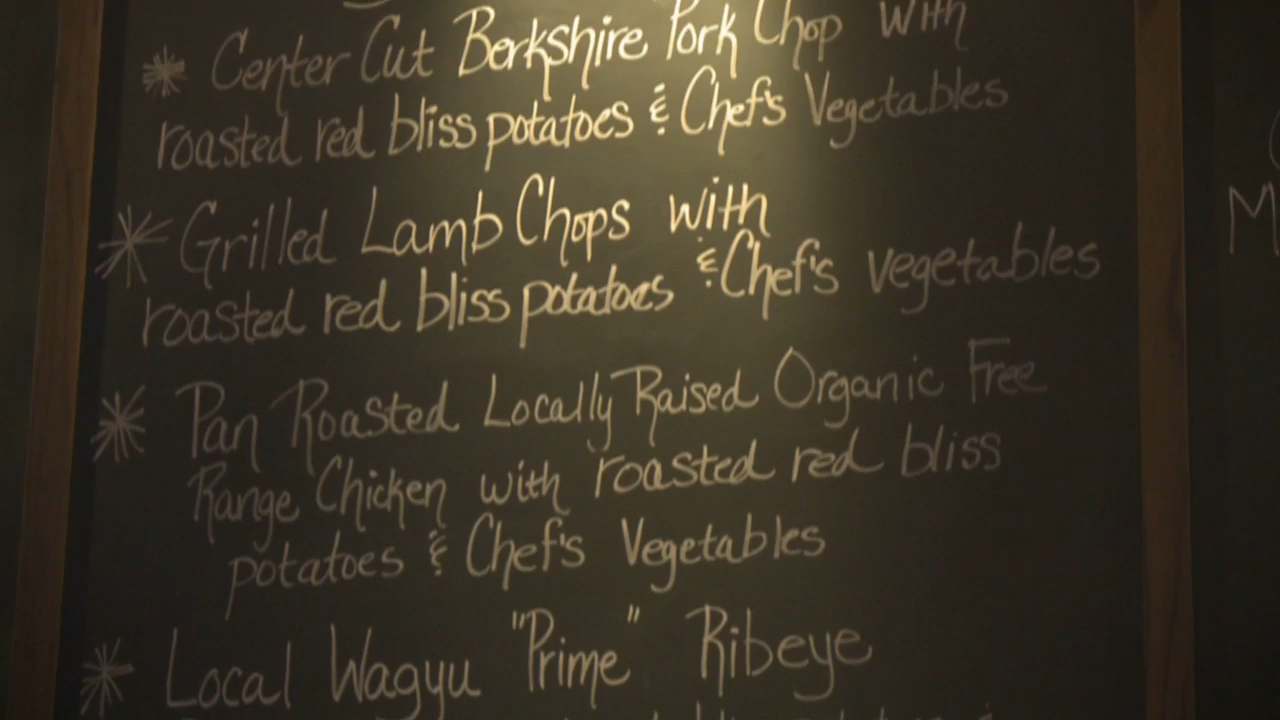 * Center Cut Berkshire Pork Chop with
roasted red bliss potatoes & Chef's Vegetables
* Grilled Lamb Chops with
roasted red bliss potatoes & Chef's vegetables
* Pan Roasted Locally Raised Organic Free
Range Chicken with roasted red bliss
potatoes & Chef's Vegetables
* Local Wagyu "Prime" Ribeye